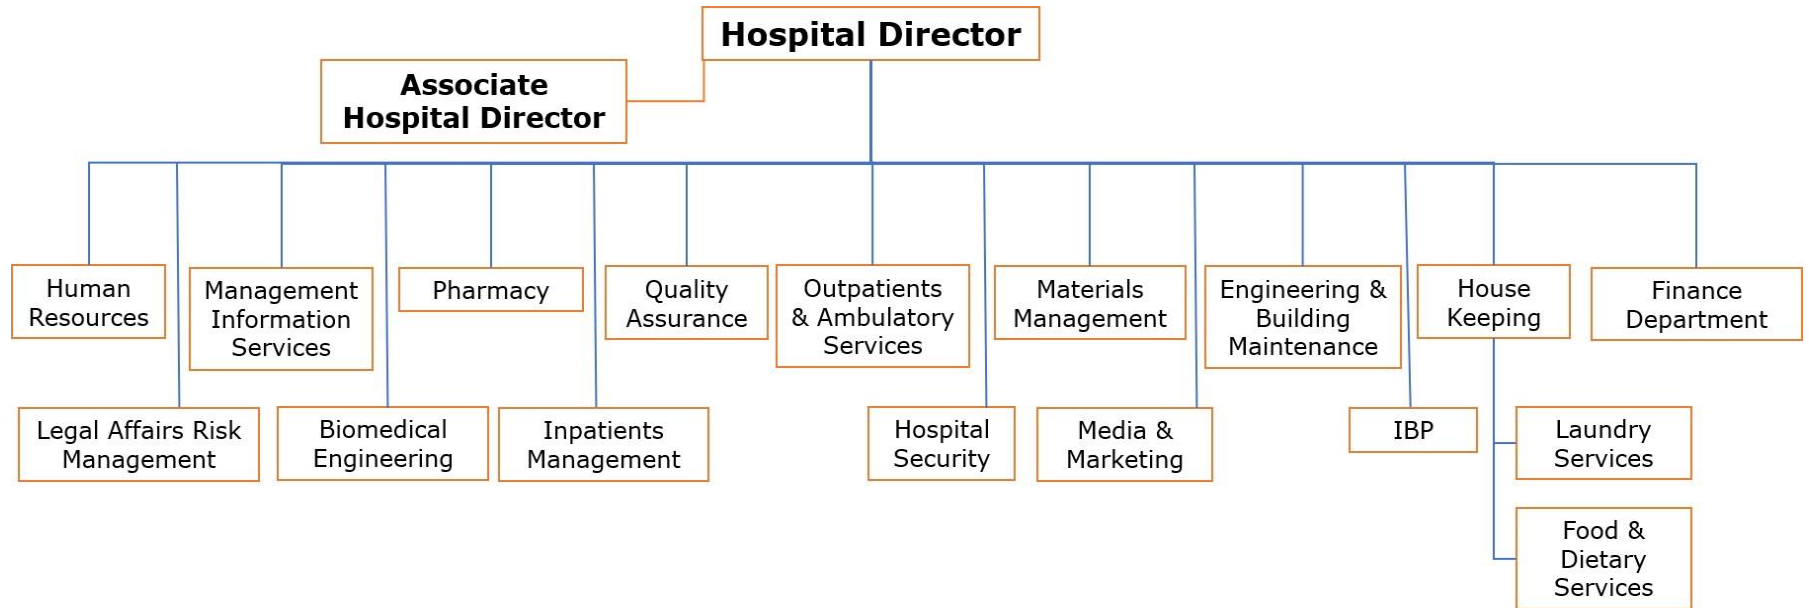 Hospital Director
Associate
Hospital Director
Human
Resources
Management
Information
Services
Pharmacy
Quality
Assurance
Outpatients
& Ambulatory
Services
Materials
Management
Engineering &
Building
Maintenance
House
Keeping
Finance
Department
Legal Affairs Risk
Management
Biomedical
Engineering
Inpatients
Management
Hospital
Security
Media &
Marketing
IBP
Laundry
Services
Food &
Dietary
Services